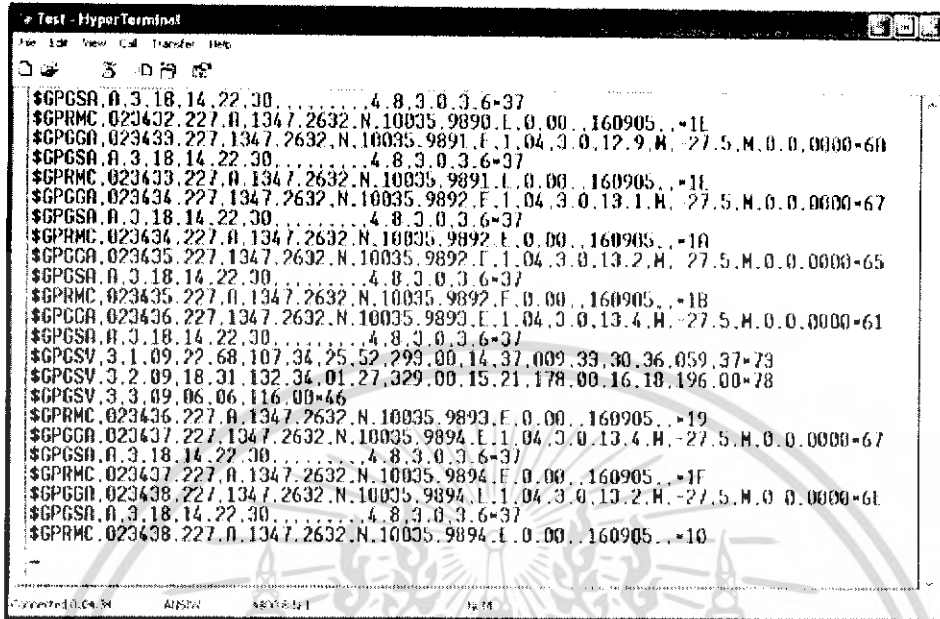 Test - HyperTerminal
File Edit View Call Transfer Help
$GPGSA,A,3,18,14,22,30,,,,,,,,,4.8,3.0,3.6*37
$GPRMC,023432.227,A,1347.2632,N,10035.9890,E,0.00,,160905,,*1E
$GPGGA,023433.227,1347.2632,N,10035.9891,E,1,04,3.0,12.9,M,-27.5,M,0.0,0000*6A
$GPGSA,A,3,18,14,22,30,,,,,,,,,4.8,3.0,3.6*37
$GPRMC,023433.227,A,1347.2632,N,10035.9891,E,0.00,,160905,,*1E
$GPGGA,023434.227,1347.2632,N,10035.9892,E,1,04,3.0,13.1,M,-27.5,M,0.0,0000*67
$GPGSA,A,3,18,14,22,30,,,,,,,,,4.8,3.0,3.6*37
$GPRMC,023434.227,A,1347.2632,N,10035.9892,E,0.00,,160905,,*1A
$GPGGA,023435.227,1347.2632,N,10035.9892,E,1,04,3.0,13.2,M,-27.5,M,0.0,0000*65
$GPGSA,A,3,18,14,22,30,,,,,,,,,4.8,3.0,3.6*37
$GPRMC,023435.227,A,1347.2632,N,10035.9892,E,0.00,,160905,,*1B
$GPGGA,023436.227,1347.2632,N,10035.9893,E,1,04,3.0,13.4,M,-27.5,M,0.0,0000*61
$GPGSA,A,3,18,14,22,30,,,,,,,,,4.8,3.0,3.6*37
$GPGSV,3,1,09,22,68,107,34,25,52,293,00,14,37,009,33,30,36,059,37*73
$GPGSV,3,2,09,18,31,132,34,01,27,329,00,15,21,178,00,16,18,196,00*78
$GPGSV,3,3,09,06,06,116,00*46
$GPRMC,023436.227,A,1347.2632,N,10035.9893,E,0.00,,160905,,*19
$GPGGA,023437.227,1347.2632,N,10035.9894,E,1,04,3.0,13.4,M,-27.5,M,0.0,0000*67
$GPGSA,A,3,18,14,22,30,,,,,,,,,4.8,3.0,3.6*37
$GPRMC,023437.227,A,1347.2632,N,10035.9894,E,0.00,,160905,,*1F
$GPGGA,023438.227,1347.2632,N,10035.9894,E,1,04,3.0,13.2,M,-27.5,M,0.0,0000*6E
$GPGSA,A,3,18,14,22,30,,,,,,,,,4.8,3.0,3.6*37
$GPRMC,023438.227,A,1347.2632,N,10035.9894,E,0.00,,160905,,*10
Connected 0:04:34 ANSIW NUM